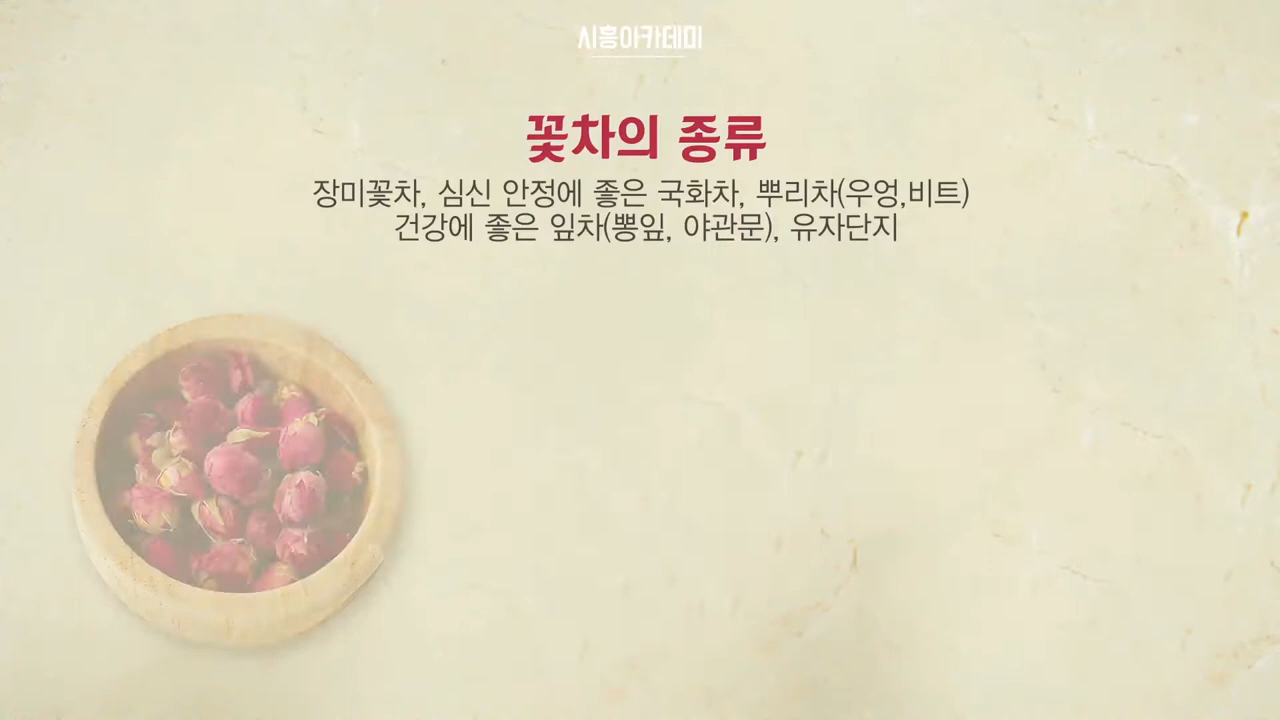 시흥아카데미
꽃차의 종류
장미꽃차, 심신 안정에 좋은 국화차, 뿌리차(우엉,비트)
건강에 좋은 잎차(뽕잎, 야관문), 유자단지